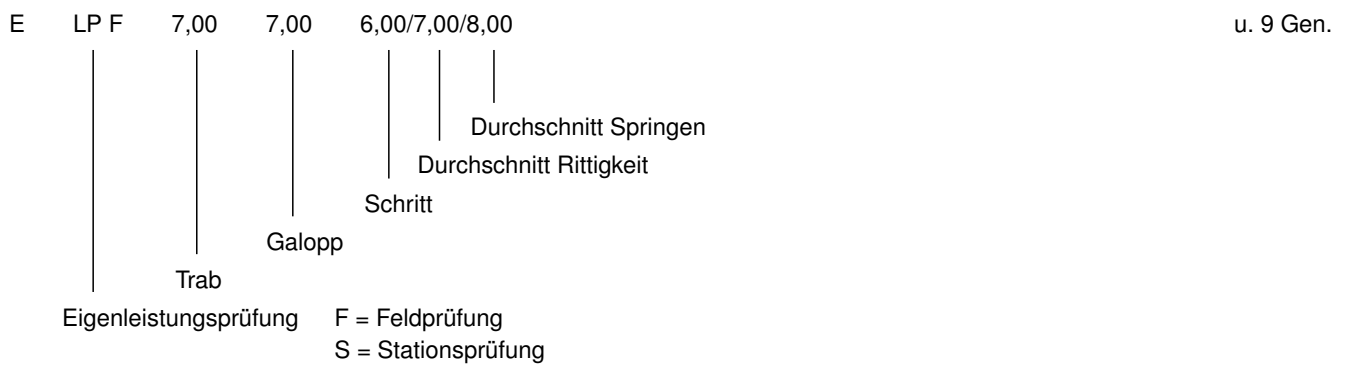 E LP F 7,00 7,00 6,00/7,00/8,00 u. 9 Gen.
Durchschnitt Springen
Durchschnitt Rittigkeit
Schritt
Galopp
Trab
Eigenleistungsprüfung F = Feldprüfung
S = Stationsprüfung